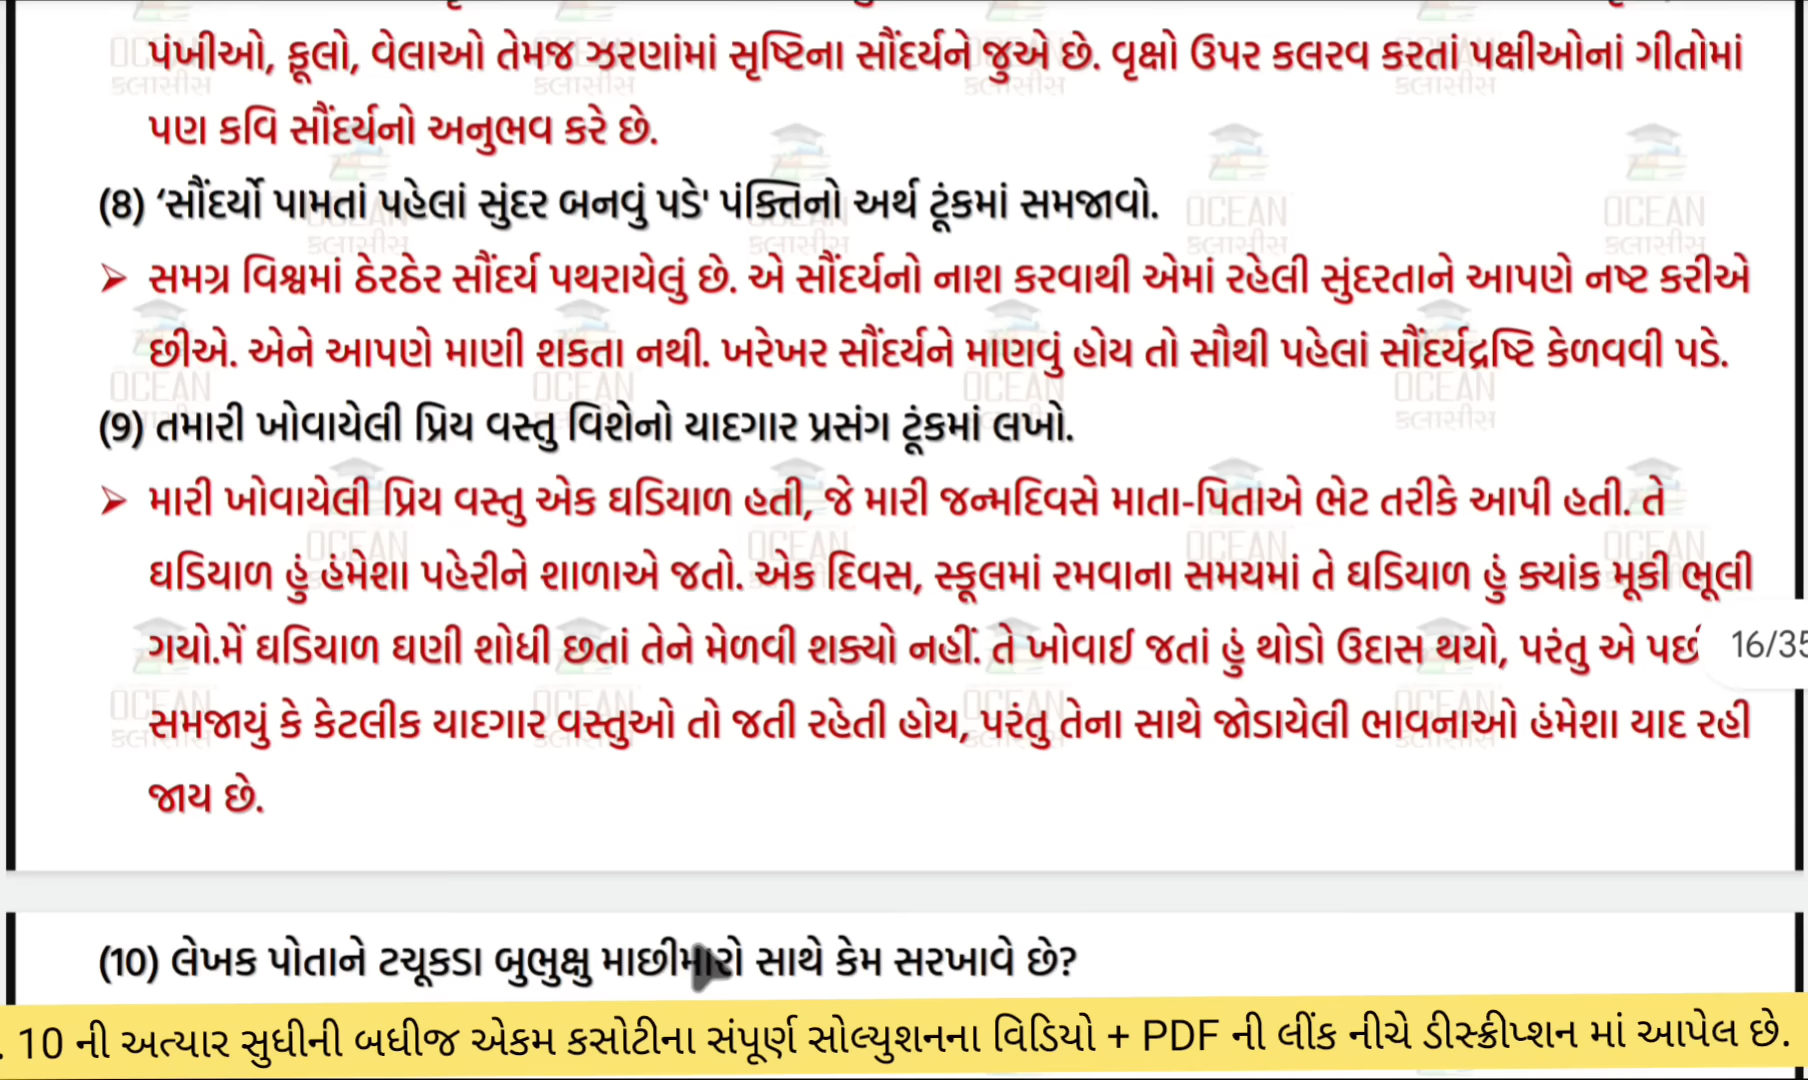 પંખીઓ, ફૂલો, વેલાઓ તેમજ ઝરણાંમાં સૃષ્ટિના સૌંદર્યને જુએ છે. વૃક્ષો ઉપર કલરવ કરતાં પક્ષીઓનાં ગીતોમાં
પણ કવિ સૌંદર્યનો અનુભવ કરે છે.
(8) ‘સૌંદર્યો પામતાં પહેલાં સુંદર બનવું પડે' પંક્તિનો અર્થ ટૂંકમાં સમજાવો.
➢ સમગ્ર વિશ્વમાં ઠેરઠેર સૌંદર્ય પથરાયેલું છે. એ સૌંદર્યનો નાશ કરવાથી એમાં રહેલી સુંદરતાને આપણે નષ્ટ કરીએ
છીએ. એને આપણે માણી શકતા નથી. ખરેખર સૌંદર્યને માણવું હોય તો સૌથી પહેલાં સૌંદર્યદ્રષ્ટિ કેળવવી પડે.
(9) તમારી ખોવાયેલી પ્રિય વસ્તુ વિશેનો યાદગાર પ્રસંગ ટૂંકમાં લખો.
➢ મારી ખોવાયેલી પ્રિય વસ્તુ એક ઘડિયાળ હતી, જે મારી જન્મદિવસે માતા-પિતાએ ભેટ તરીકે આપી હતી. તે
ઘડિયાળ હું હંમેશા પહેરીને શાળાએ જતો. એક દિવસ, સ્કૂલમાં રમવાના સમયમાં તે ઘડિયાળ હું ક્યાંક મૂકી ભૂલી
ગયો.મેં ઘડિયાળ ઘણી શોધી છતાં તેને મેળવી શક્યો નહીં. તે ખોવાઈ જતાં હું થોડો ઉદાસ થયો, પરંતુ એ
16/35
સમજાયું કે કેટલીક યાદગાર વસ્તુઓ તો જતી રહેતી હોય, પરંતુ તેના સાથે જોડાયેલી ભાવનાઓ હંમેશા યાદ રહી
જાય છે.
(10) લેખક પોતાને ટચૂકડા બુભુક્ષુ માછીમારો સાથે કેમ સરખાવે છે?
. 10 ની અત્યાર સુધીની બધીજ એકમ કસોટીના સંપૂર્ણ સોલ્યુશનના વિડિયો + PDF ની લીંક નીચે ડીસ્ક્રીપ્શન માં આપેલ છે.
OCEAN
ક્લાસીસ